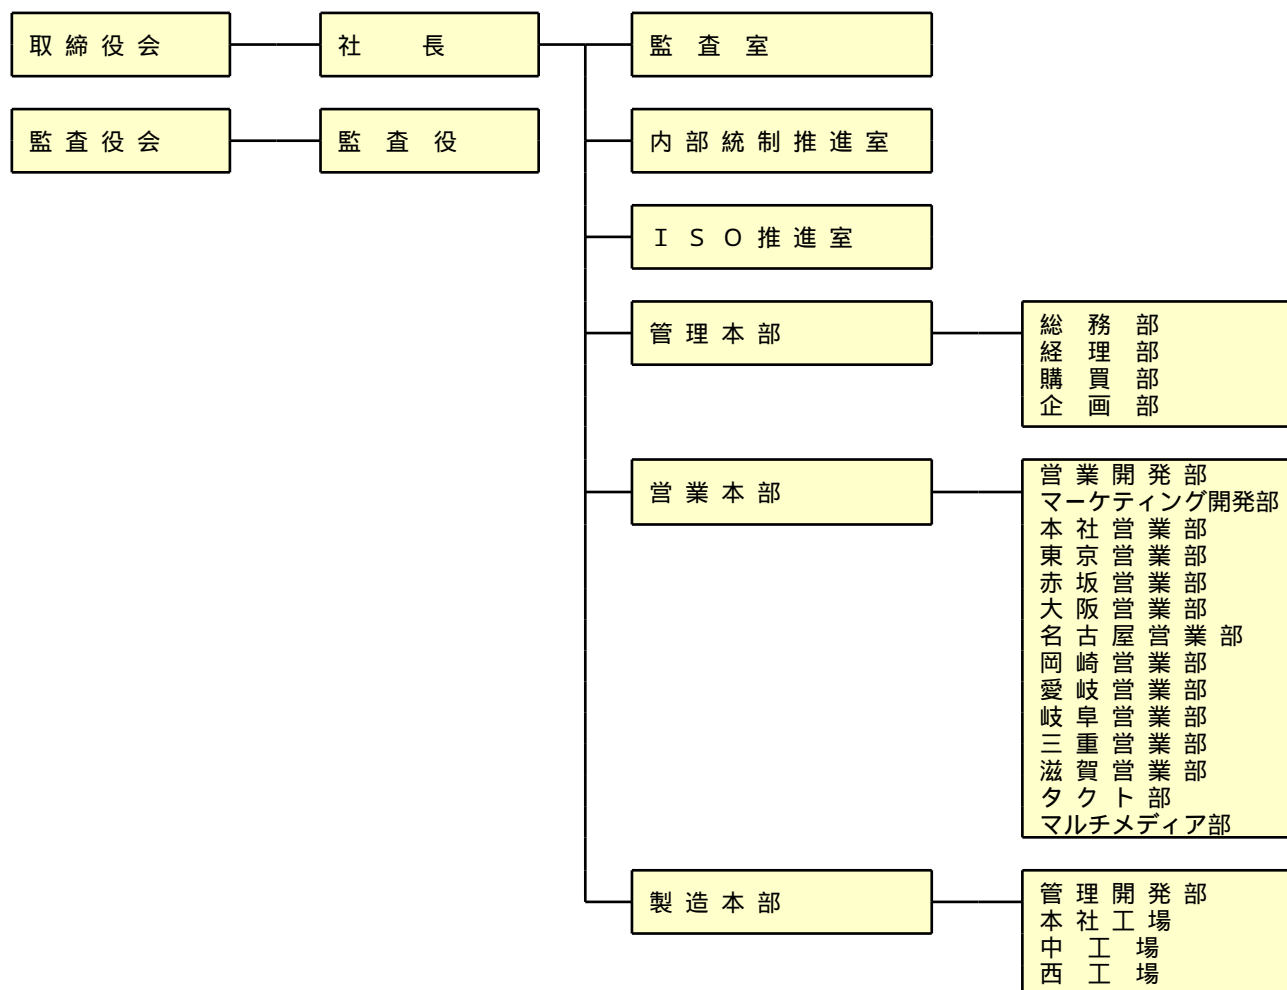 取締役会
社長
監査室
監査役会
監査役
内部統制推進室
ＩＳＯ推進室
管理本部
総務部
経理部
購買部
企画部
営業本部
営業開発部
マーケティング開発部
本社営業部
東京営業部
赤坂営業部
大阪営業部
名古屋営業部
岡崎営業部
愛岐営業部
岐阜営業部
三重営業部
滋賀営業部
タクト部
マルチメディア部
製造本部
管理開発部
本社工場
中工場
西工場